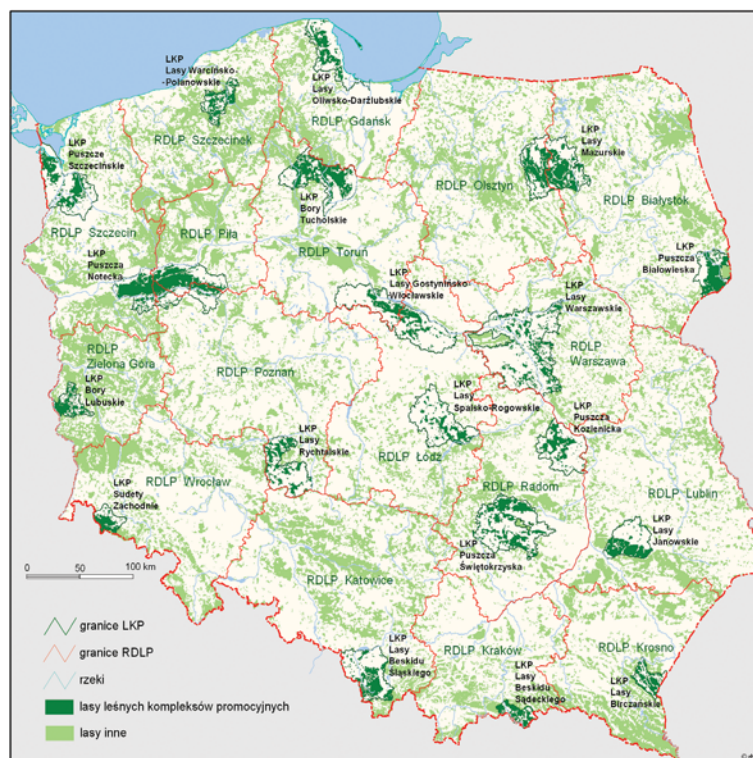 LKP
Lasy Warcińsko-
-Polanowskie
LKP
Lasy
Oliwsko-Darżlubskie
RDLP Gdańsk
RDLP Szczecinek
LKP
Puszcze
Szczecińskie
LKP
Lasy
Mazurskie
RDLP Olsztyn
RDLP Białystok
LKP
Bory
Tucholskie
RDLP Szczecin
RDLP Piła
RDLP Toruń
LKP
Puszcza
Białowieska
LKP
Puszcza
Notecka
LKP
Lasy Gostynińsko-
Włocławskie
LKP
Lasy
Warszawskie
RDLP
Zielona Góra
RDLP
Warszawa
RDLP Poznań
LKP
Bory
Lubuskie
LKP
Lasy
Spalsko-Rogowskie
LKP
Puszcza
Kozienicka
LKP
Lasy
Rychtalskie
RDLP Łódź
RDLP Wrocław
RDLP Radom
RDLP Lublin
LKP
Sudety
Zachodnie
LKP
Lasy
Janowskie
LKP
Puszcza
Świętokrzyska
0 50 100 km
RDLP Katowice
granice LKP
granice RDLP
rzeki
lasy leśnych kompleksów promocyjnych
lasy inne
LKP
Lasy
Beskidu
Śląskiego
RDLP Kraków
LKP
Lasy
Beskidu
Sądeckiego
RDLP Krosno
LKP
Lasy
Birczańskie